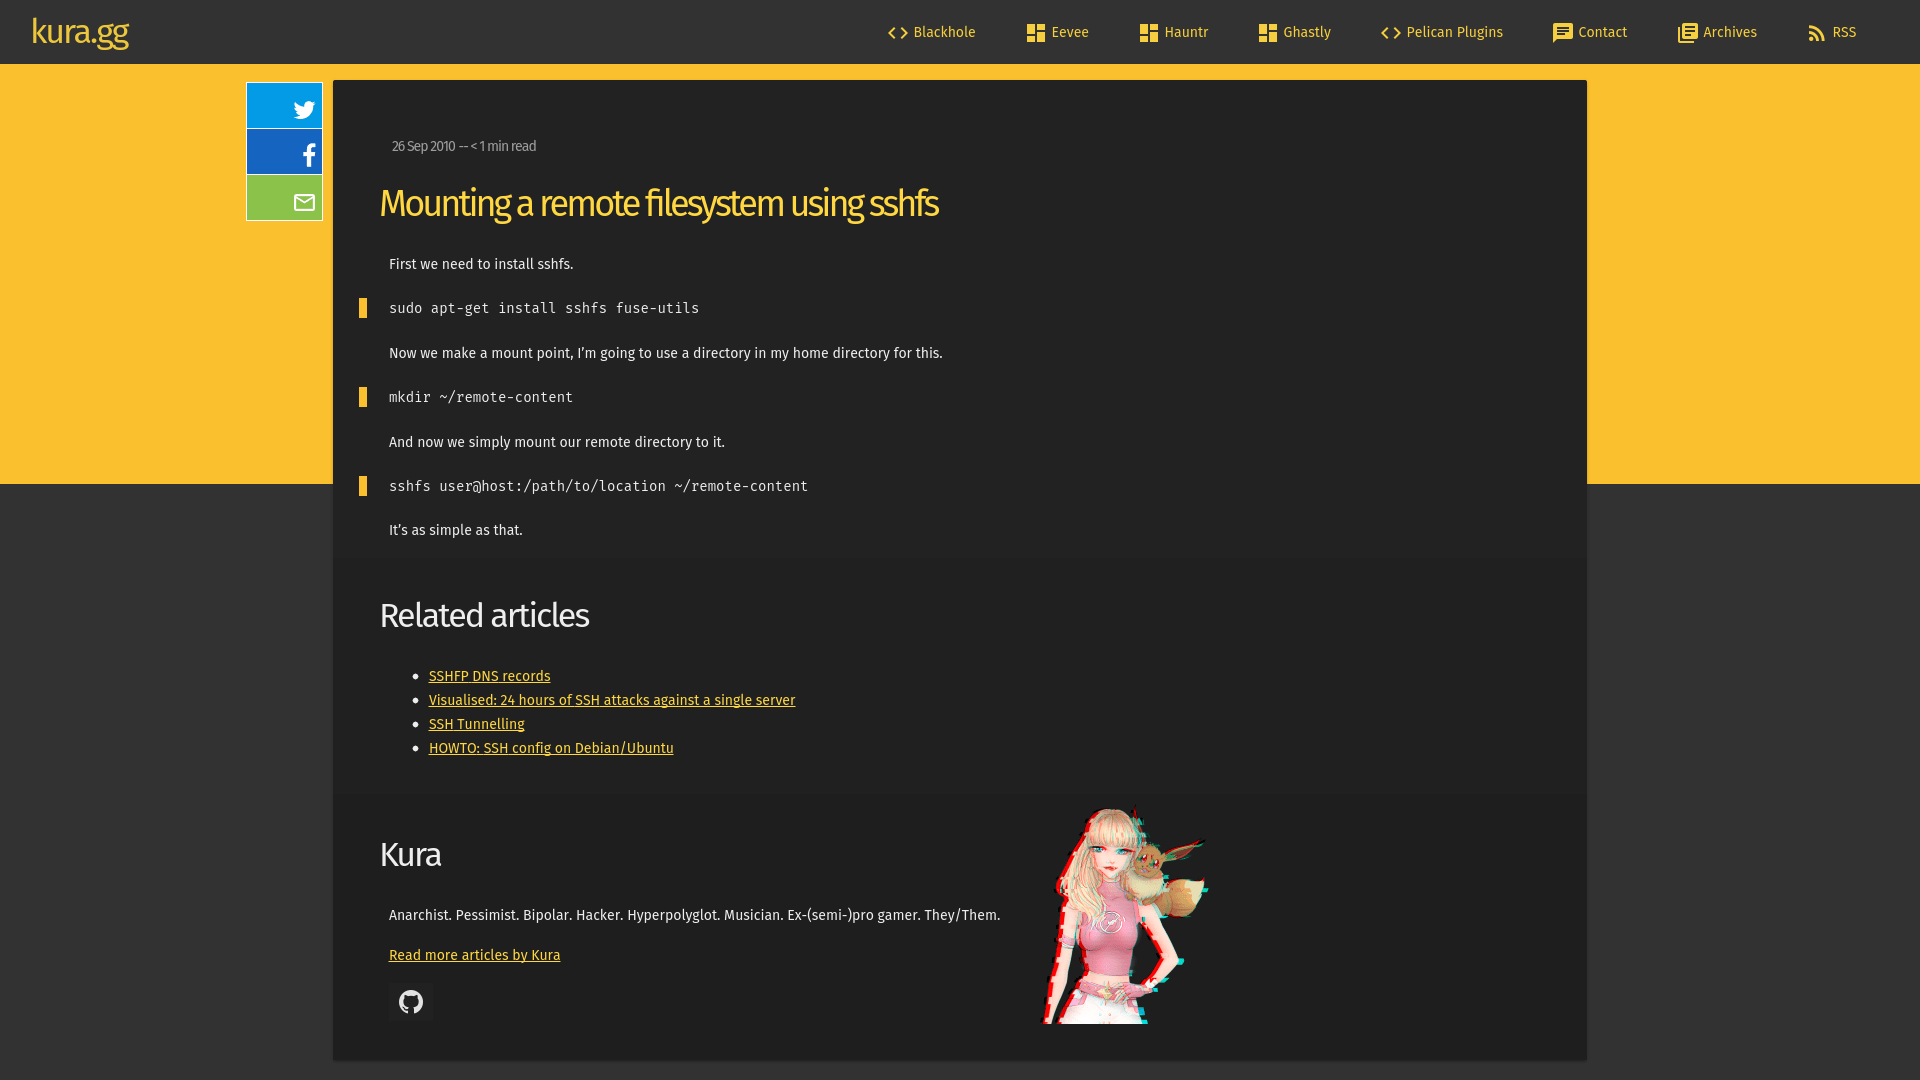 kura.gg
Blackhole
Eevee
Hauntr
Ghastly
Pelican Plugins
Contact
Archives
RSS
26 Sep 2010 -- < 1 min read
Mounting a remote filesystem using sshfs
First we need to install sshfs.
sudo apt-get install sshfs fuse-utils
Now we make a mount point, I’m going to use a directory in my home directory for this.
mkdir ~/remote-content
And now we simply mount our remote directory to it.
sshfs user@host:/path/to/location ~/remote-content
It’s as simple as that.
Related articles
SSHFP DNS records
Visualised: 24 hours of SSH attacks against a single server
SSH Tunnelling
HOWTO: SSH config on Debian/Ubuntu
Kura
Anarchist. Pessimist. Bipolar. Hacker. Hyperpolyglot. Musician. Ex-(semi-)pro gamer. They/Them.
Read more articles by Kura